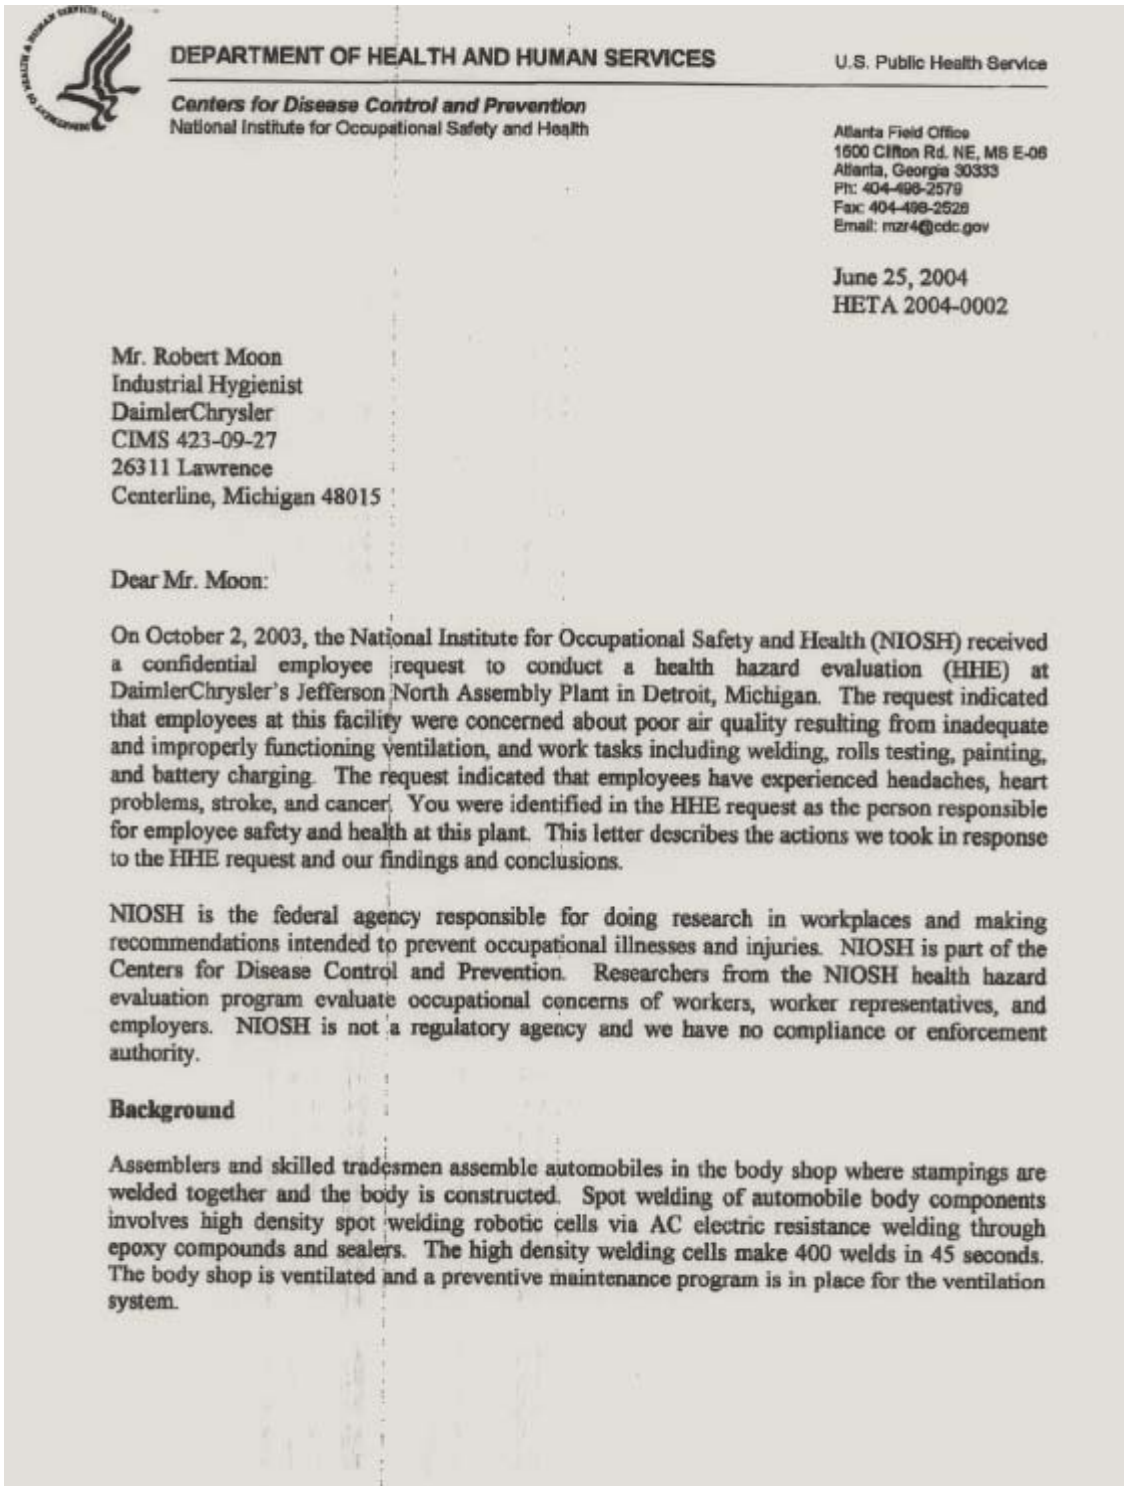 DEPARTMENT OF HEALTH AND HUMAN SERVICES
U.S. Public Health Service
Centers for Disease Control and Prevention
National Institute for Occupational Safety and Health
Atlanta Field Office
1600 Clifton Rd. NE, MS E-06
Atlanta, Georgia 30333
Ph: 404-498-2579
Fax: 404-498-2526
Email: mzr4@cdc.gov
June 25, 2004
HETA 2004-0002
Mr. Robert Moon
Industrial Hygienist
DaimlerChrysler
CIMS 423-09-27
26311 Lawrence
Centerline, Michigan 48015
Dear Mr. Moon:
On October 2, 2003, the National Institute for Occupational Safety and Health (NIOSH) received
a confidential employee request to conduct a health hazard evaluation (HHE) at
DaimlerChrysler's Jefferson North Assembly Plant in Detroit, Michigan. The request indicated
that employees at this facility were concerned about poor air quality resulting from inadequate
and improperly functioning ventilation, and work tasks including welding, rolls testing, painting,
and battery charging. The request indicated that employees have experienced headaches, heart
problems, stroke, and cancer. You were identified in the HHE request as the person responsible
for employee safety and health at this plant. This letter describes the actions we took in response
to the HHE request and our findings and conclusions.
NIOSH is the federal agency responsible for doing research in workplaces and making
recommendations intended to prevent occupational illnesses and injuries. NIOSH is part of the
Centers for Disease Control and Prevention. Researchers from the NIOSH health hazard
evaluation program evaluate occupational concerns of workers, worker representatives, and
employers. NIOSH is not a regulatory agency and we have no compliance or enforcement
authority.
Background
Assemblers and skilled tradesmen assemble automobiles in the body shop where stampings are
welded together and the body is constructed. Spot welding of automobile body components
involves high density spot welding robotic cells via AC electric resistance welding through
epoxy compounds and sealers. The high density welding cells make 400 welds in 45 seconds.
The body shop is ventilated and a preventive maintenance program is in place for the ventilation
system.